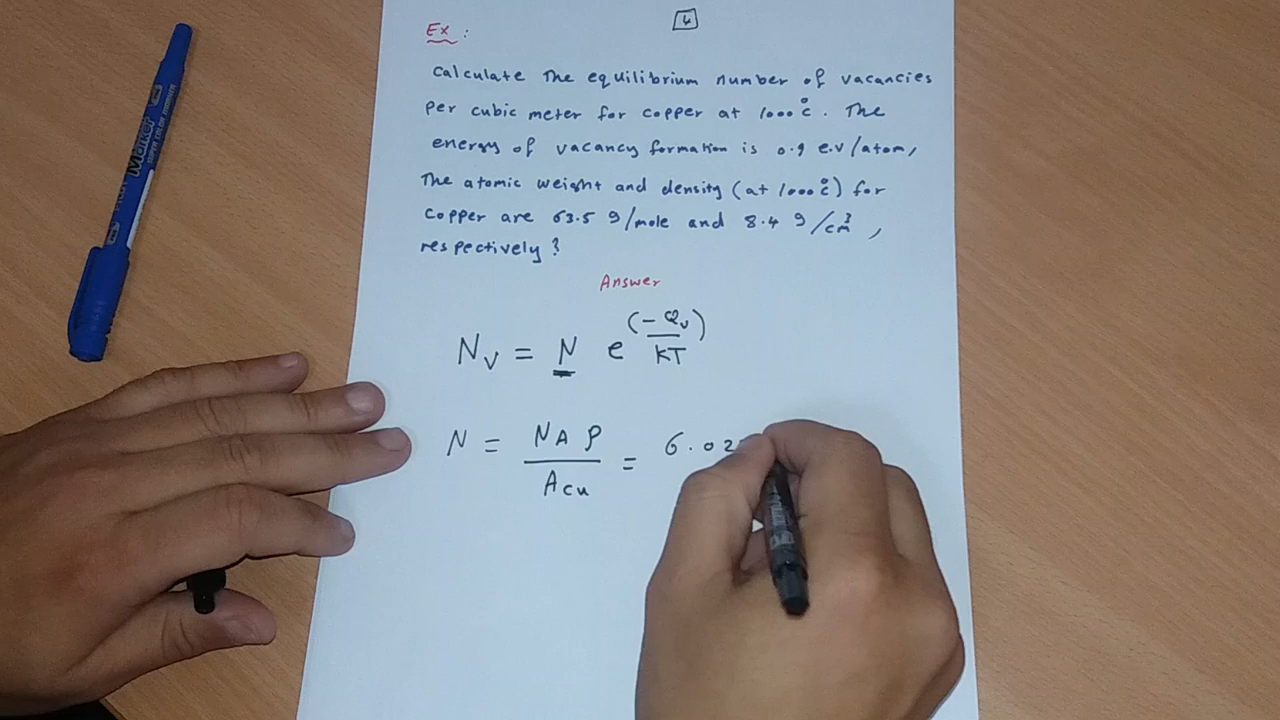 4
Ex:
Calculate The equilibrium number of vacancies
per cubic meter for copper at 1000 °C. The
energy of vacancy formation is 0.9 e.v/atom,
The atomic weight and density (at 1000 °C) for
Copper are 63.5 g/mole and 8.4 g/cm³,
respectively?
Answer
Nv = N e^(-Qv/KT)
N = NA ρ / Acu = 6.02
Marker